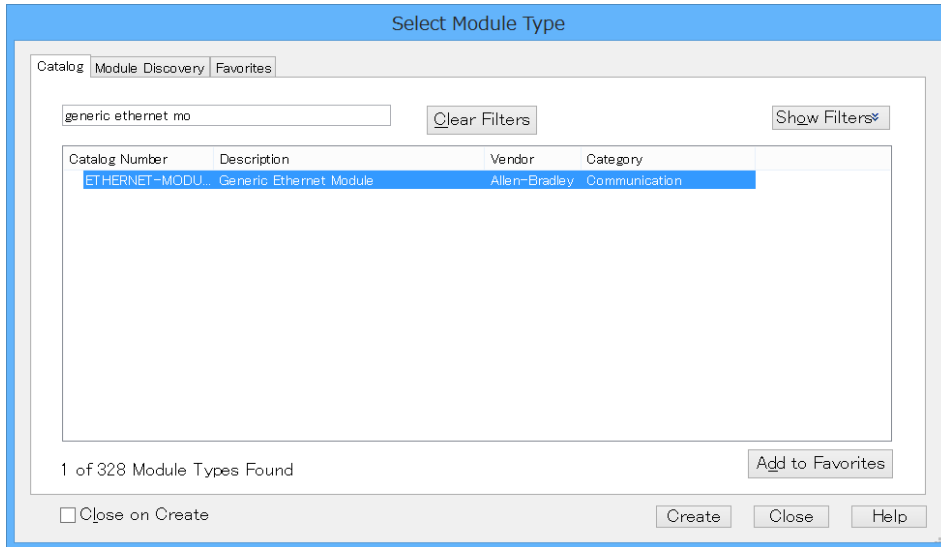 Select Module Type
Catalog Module Discovery Favorites
generic ethernet mo Clear Filters Show Filters
Catalog Number Description Vendor Category
ETHERNET-MODU... Generic Ethernet Module Allen-Bradley Communication
1 of 328 Module Types Found Add to Favorites
Close on Create Create Close Help